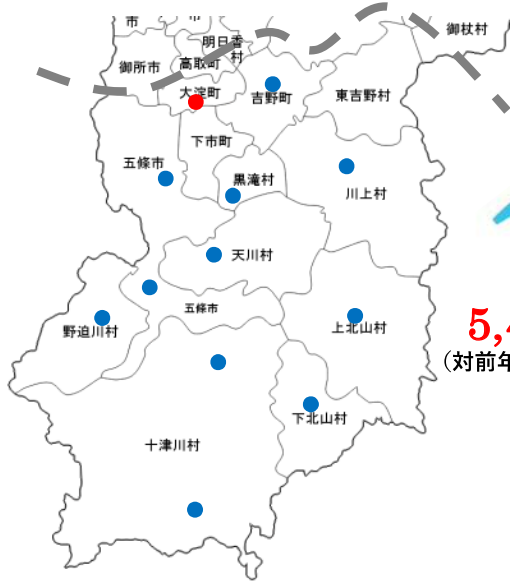 市
市
御杖村
明日香
村
高取町
御所市
大淀町
吉野町
東吉野村
下市町
五條市
黒滝村
川上村
天川村
五條市
野迫川村
上北山村
5,
（対前年
下北山村
十津川村